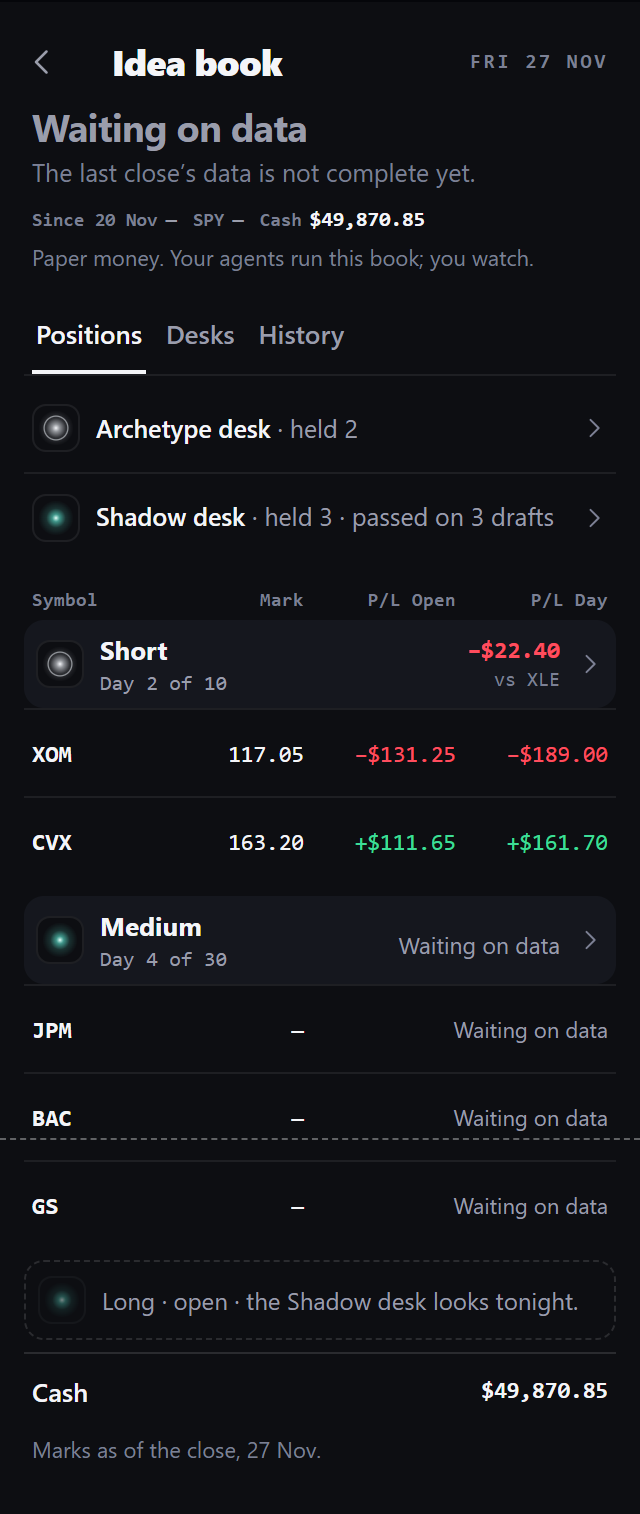 Idea book FRI 27 NOV
Waiting on data
The last close’s data is not complete yet.
Since 20 Nov — SPY — Cash $49,870.85
Paper money. Your agents run this book; you watch.
Positions Desks History
Archetype desk · held 2
Shadow desk · held 3 · passed on 3 drafts
Symbol Mark P/L Open P/L Day
Short −$22.40
Day 2 of 10 vs XLE
XOM 117.05 −$131.25 −$189.00
CVX 163.20 +$111.65 +$161.70
Medium
Day 4 of 30 Waiting on data
JPM — Waiting on data
BAC — Waiting on data
GS — Waiting on data
Long · open · the Shadow desk looks tonight.
Cash $49,870.85
Marks as of the close, 27 Nov.